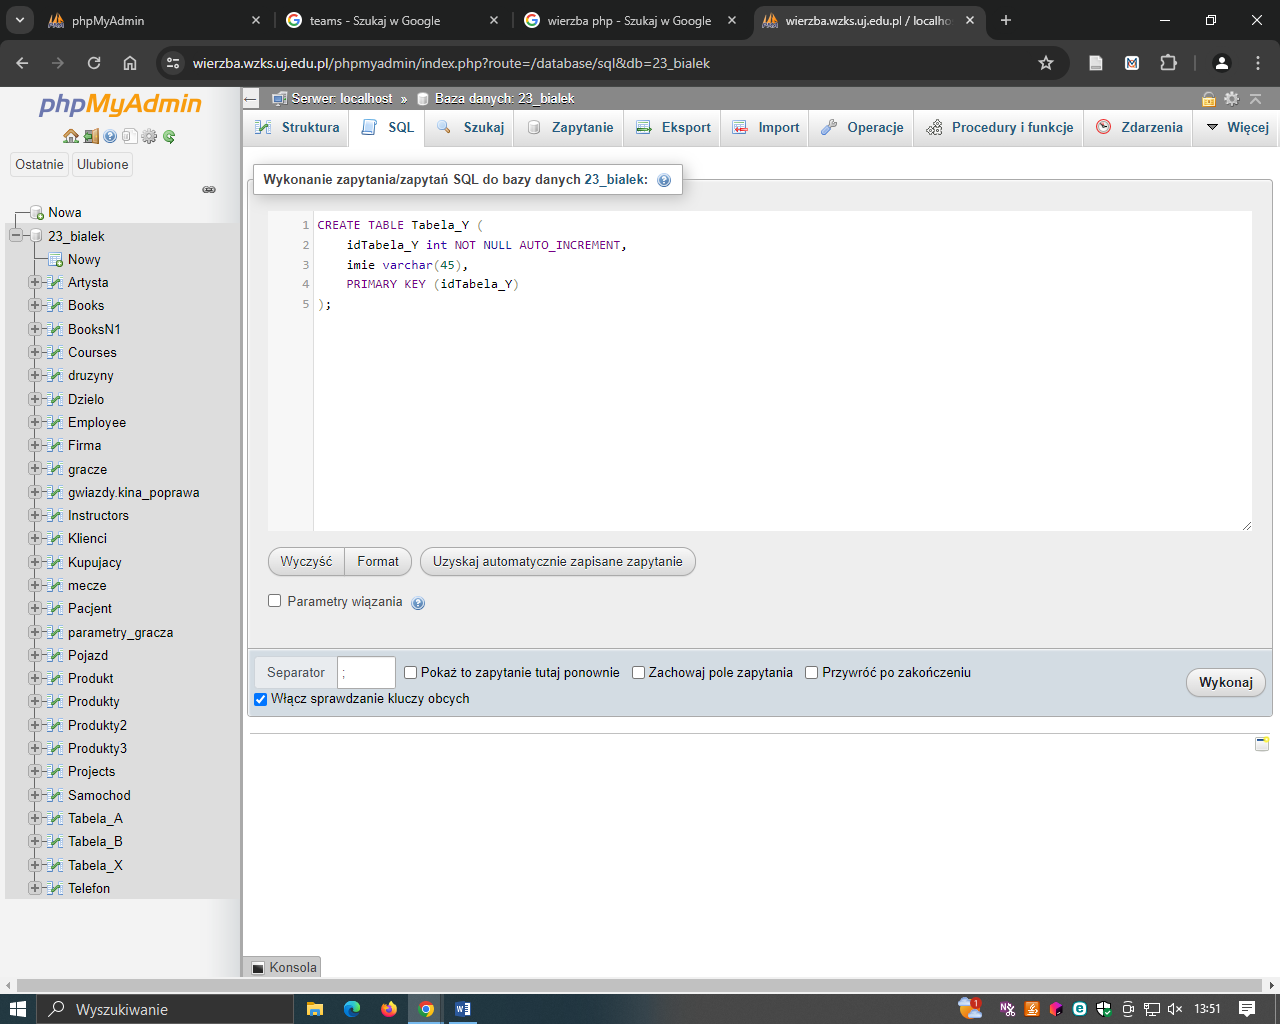 phpMyAdmin
teams - Szukaj w Google
wierzba php - Szukaj w Google
wierzba.wzks.uj.edu.pl / localho
wierzba.wzks.uj.edu.pl/phpmyadmin/index.php?route=/database/sql&db=23_bialek
phpMyAdmin
Ostatnie
Ulubione
Nowa
23_bialek
Nowy
Artysta
Books
BooksN1
Courses
druzyny
Dzielo
Employee
Firma
gracze
gwiazdy.kina_poprawa
Instructors
Klienci
Kupujacy
mecze
Pacjent
parametry_gracza
Pojazd
Produkt
Produkty
Produkty2
Produkty3
Projects
Samochod
Tabela_A
Tabela_B
Tabela_X
Telefon
Serwer: localhost » Baza danych: 23_bialek
Struktura
SQL
Szukaj
Zapytanie
Eksport
Import
Operacje
Procedury i funkcje
Zdarzenia
Więcej
Wykonanie zapytania/zapytań SQL do bazy danych 23_bialek:
1 CREATE TABLE Tabela_Y (
2 idTabela_Y int NOT NULL AUTO_INCREMENT,
3 imie varchar(45),
4 PRIMARY KEY (idTabela_Y)
5 );
Wyczyść
Format
Uzyskaj automatycznie zapisane zapytanie
Parametry wiązania
Separator
;
Pokaż to zapytanie tutaj ponownie
Zachowaj pole zapytania
Przywróć po zakończeniu
Włącz sprawdzanie kluczy obcych
Wykonaj
Konsola
Wyszukiwanie
1
13:51